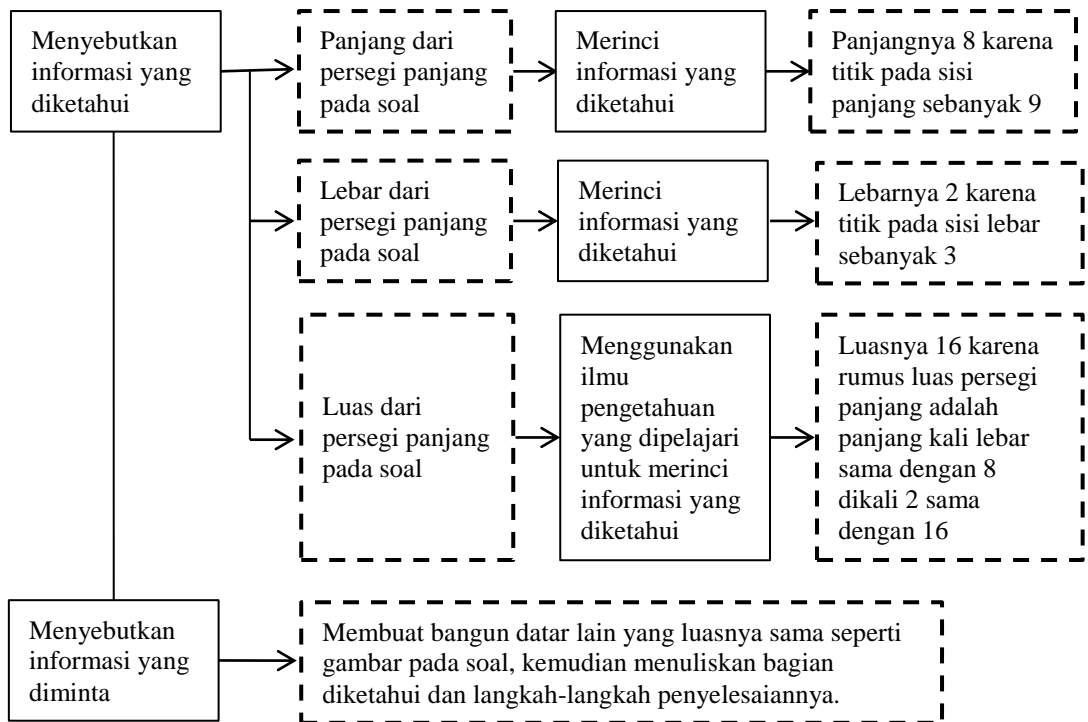 Menyebutkan
informasi yang
diketahui
Panjang dari
persegi panjang
pada soal
Merinci
informasi yang
diketahui
Panjangnya 8 karena
titik pada sisi
panjang sebanyak 9
Lebar dari
persegi panjang
pada soal
Merinci
informasi yang
diketahui
Lebarnya 2 karena
titik pada sisi lebar
sebanyak 3
Luas dari
persegi panjang
pada soal
Menggunakan
ilmu
pengetahuan
yang dipelajari
untuk merinci
informasi yang
diketahui
Luasnya 16 karena
rumus luas persegi
panjang adalah
panjang kali lebar
sama dengan 8
dikali 2 sama
dengan 16
Menyebutkan
informasi yang
diminta
Membuat bangun datar lain yang luasnya sama seperti
gambar pada soal, kemudian menuliskan bagian
diketahui dan langkah-langkah penyelesaiannya.